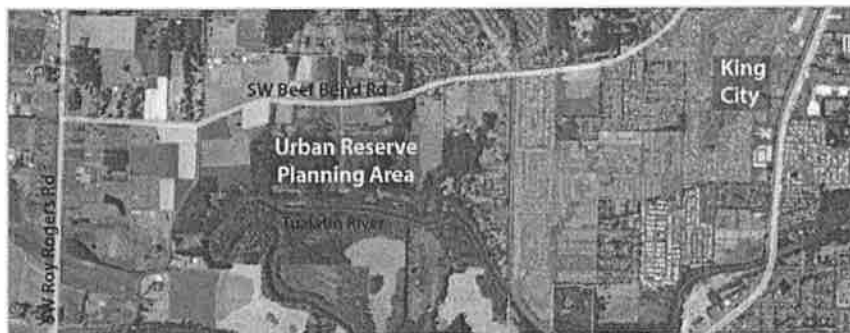 SW Beef Bend Rd
King
City
Urban Reserve
Planning Area
Tualatin River
SW Roy Rogers Rd